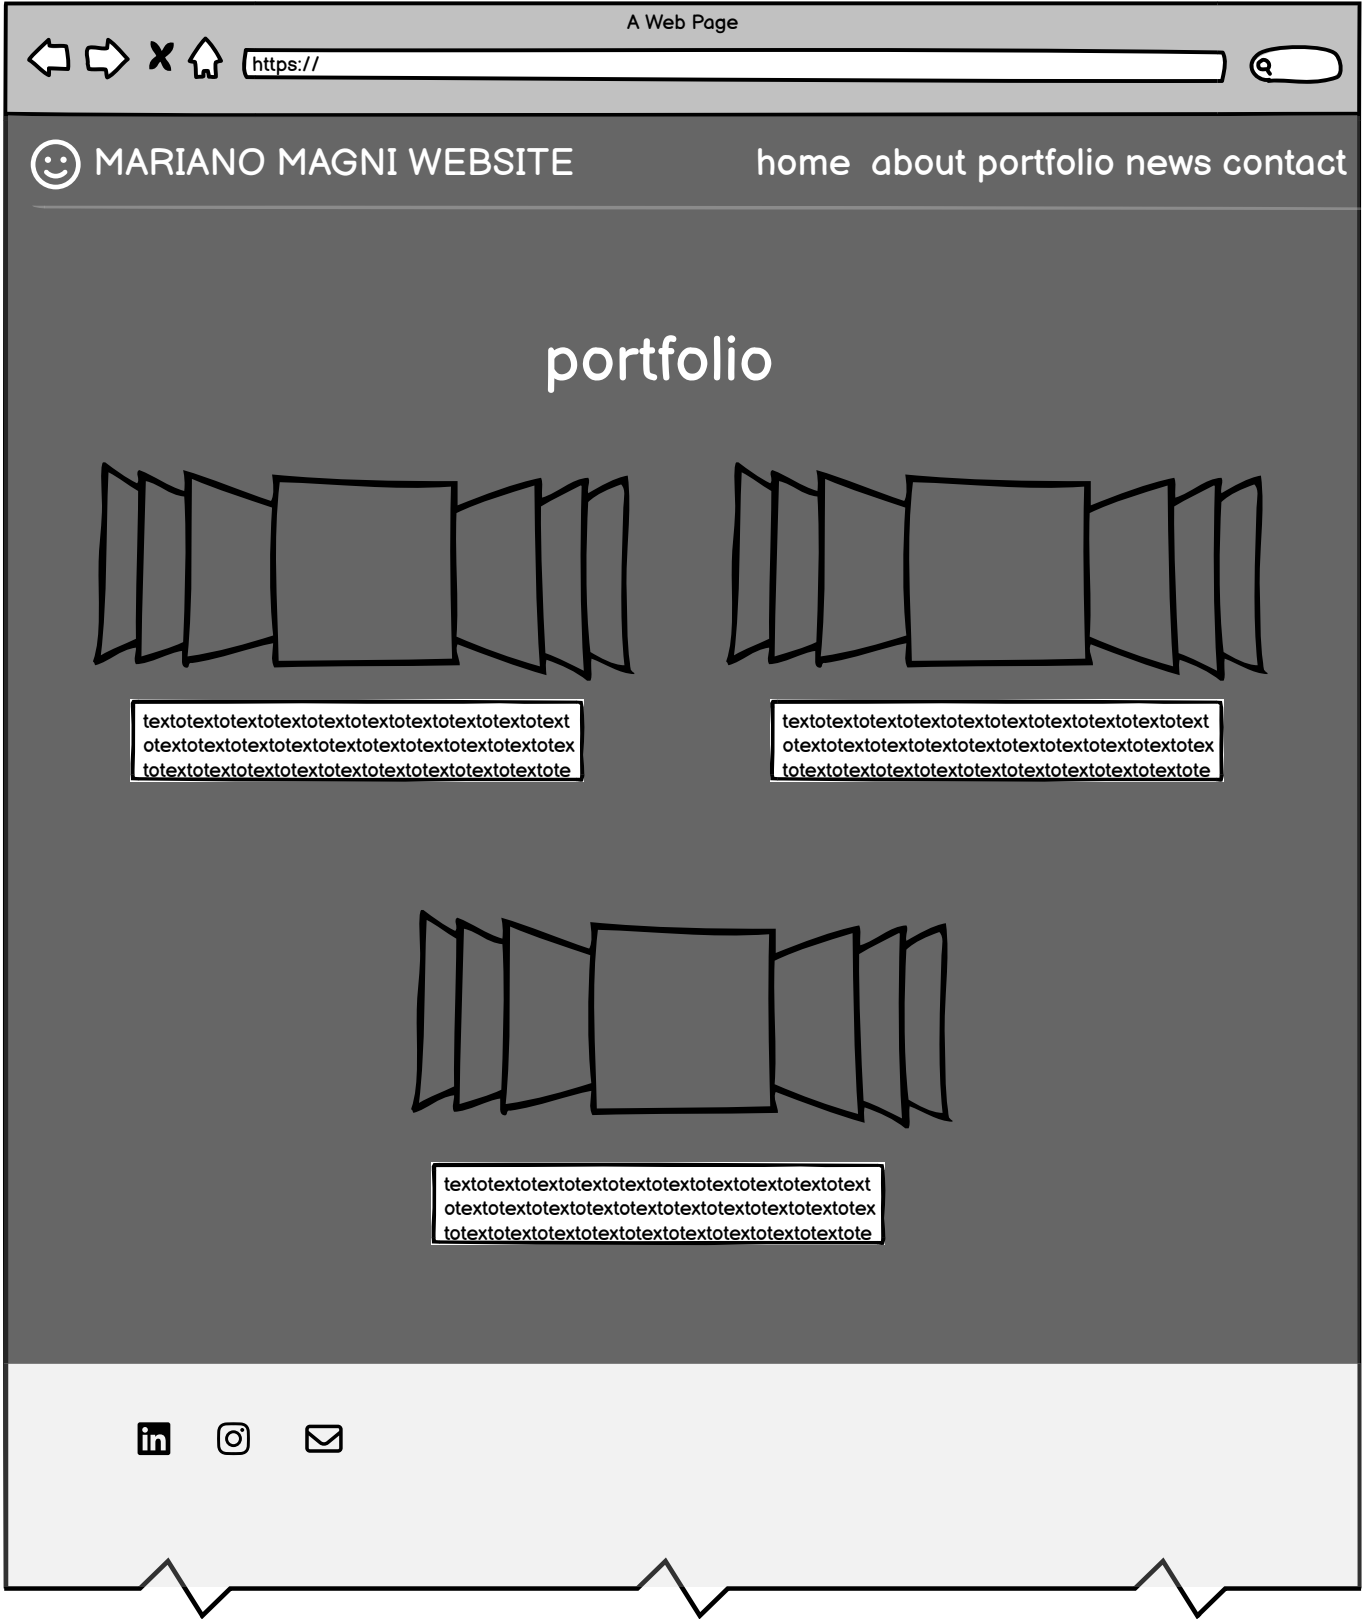 A Web Page
https://
MARIANO MAGNI WEBSITE
home about portfolio news contact
portfolio
textotextotextotextotextotextotextotextotextotext
otextotextotextotextotextotextotextotextotextotex
totextotextotextotextotextotextotextotextotextote
textotextotextotextotextotextotextotextotextotext
otextotextotextotextotextotextotextotextotextotex
totextotextotextotextotextotextotextotextotextote
textotextotextotextotextotextotextotextotextotext
otextotextotextotextotextotextotextotextotextotex
totextotextotextotextotextotextotextotextotextote
in